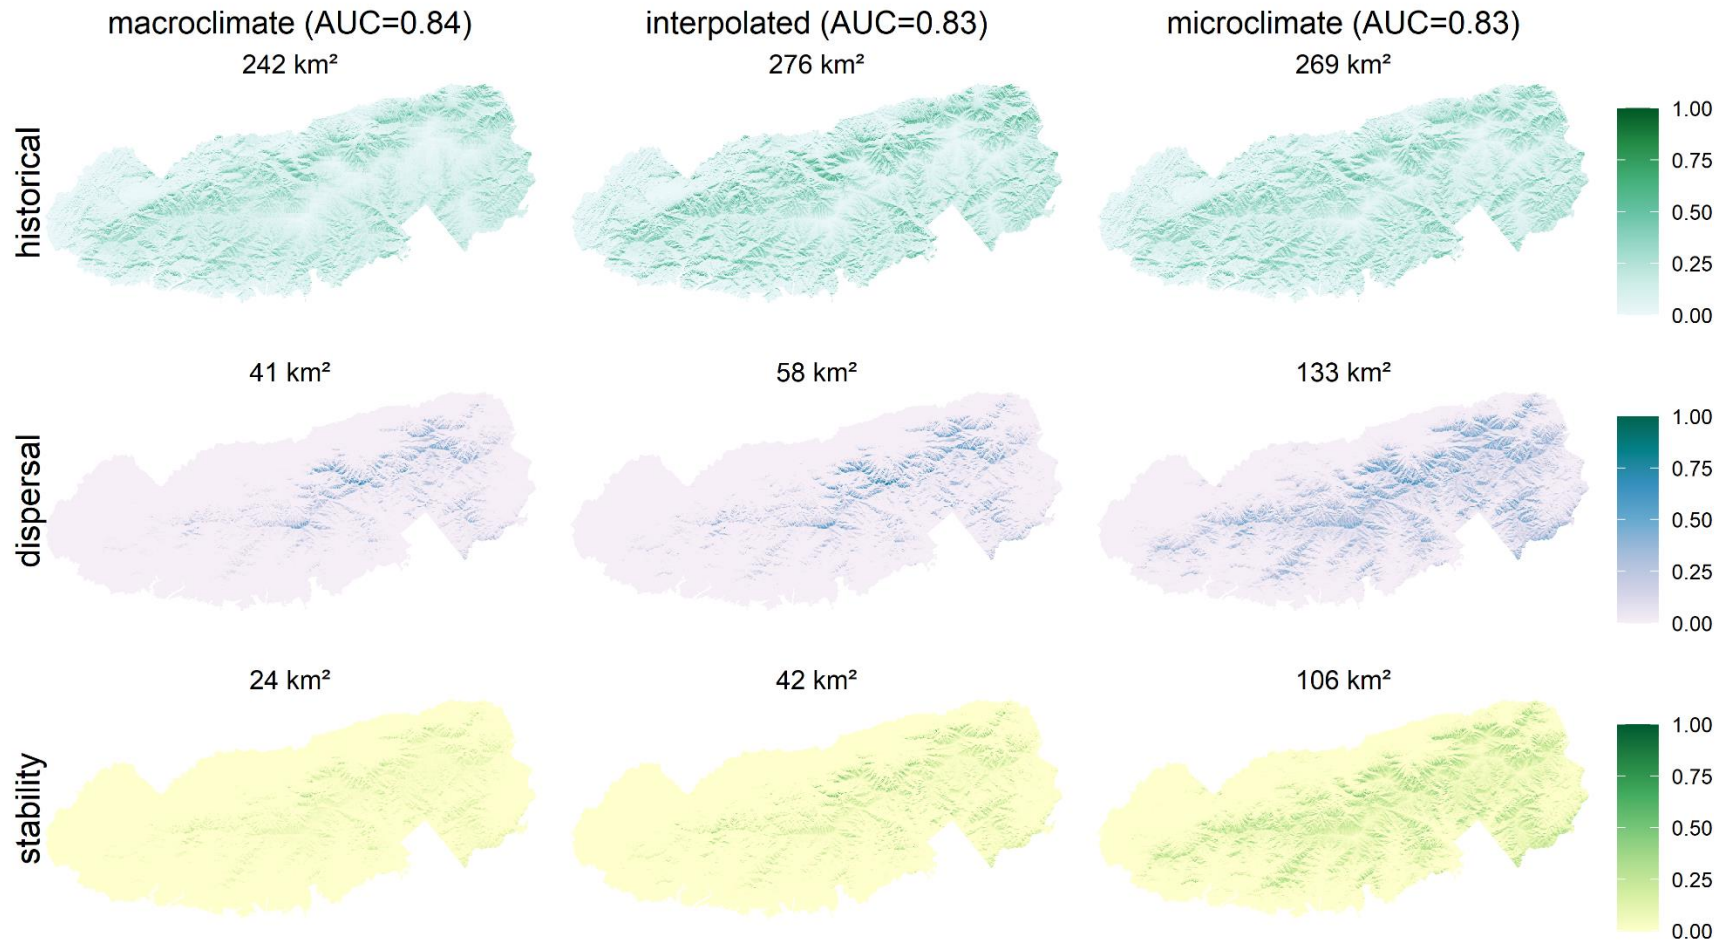 macroclimate (AUC=0.84) interpolated (AUC=0.83) microclimate (AUC=0.83)
242 km² 276 km² 269 km²
historical
1.00
0.75
0.50
0.25
0.00
41 km² 58 km² 133 km²
dispersal
1.00
0.75
0.50
0.25
0.00
24 km² 42 km² 106 km²
stability
1.00
0.75
0.50
0.25
0.00